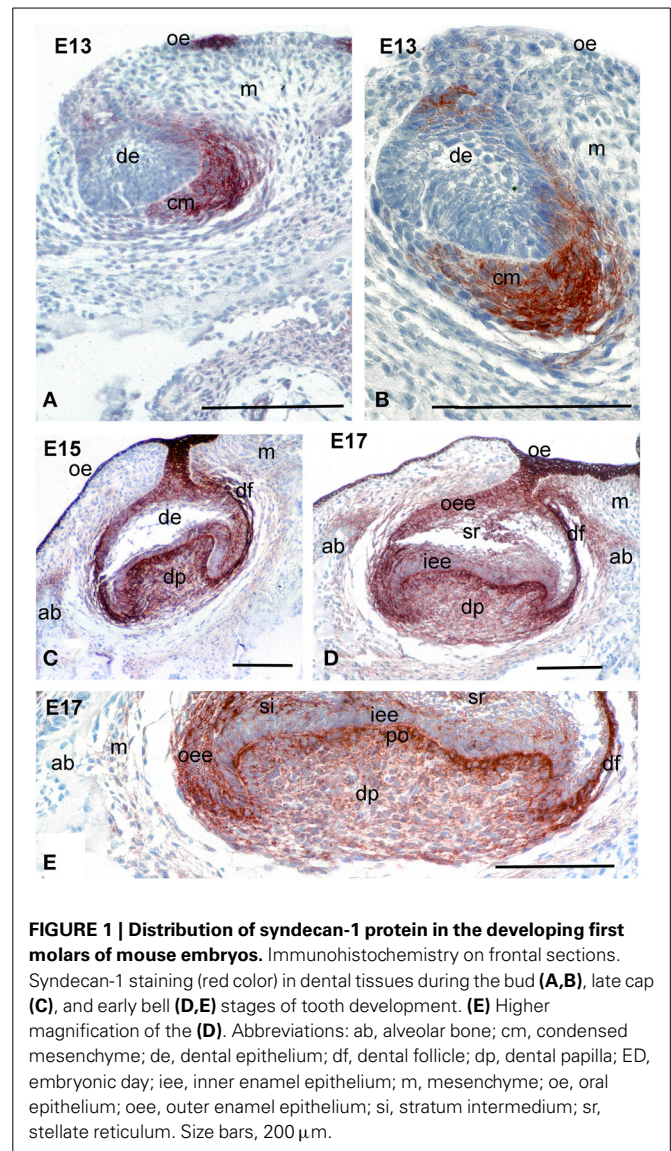 E13
oe
m
de
cm
A
E13
oe
de
m
cm
B
E15
oe
m
df
de
dp
ab
C
E17
oe
oee
m
sr
df
ab
ab
iee
dp
D
E17
sr
si
iee
m
oee
po
ab
df
dp
E
FIGURE 1 | Distribution of syndecan-1 protein in the developing first
molars of mouse embryos. Immunohistochemistry on frontal sections.
Syndecan-1 staining (red color) in dental tissues during the bud (A,B), late cap
(C), and early bell (D,E) stages of tooth development. (E) Higher
magnification of the (D). Abbreviations: ab, alveolar bone; cm, condensed
mesenchyme; de, dental epithelium; df, dental follicle; dp, dental papilla; ED,
embryonic day; iee, inner enamel epithelium; m, mesenchyme; oe, oral
epithelium; oee, outer enamel epithelium; si, stratum intermedium; sr,
stellate reticulum. Size bars, 200 μm.